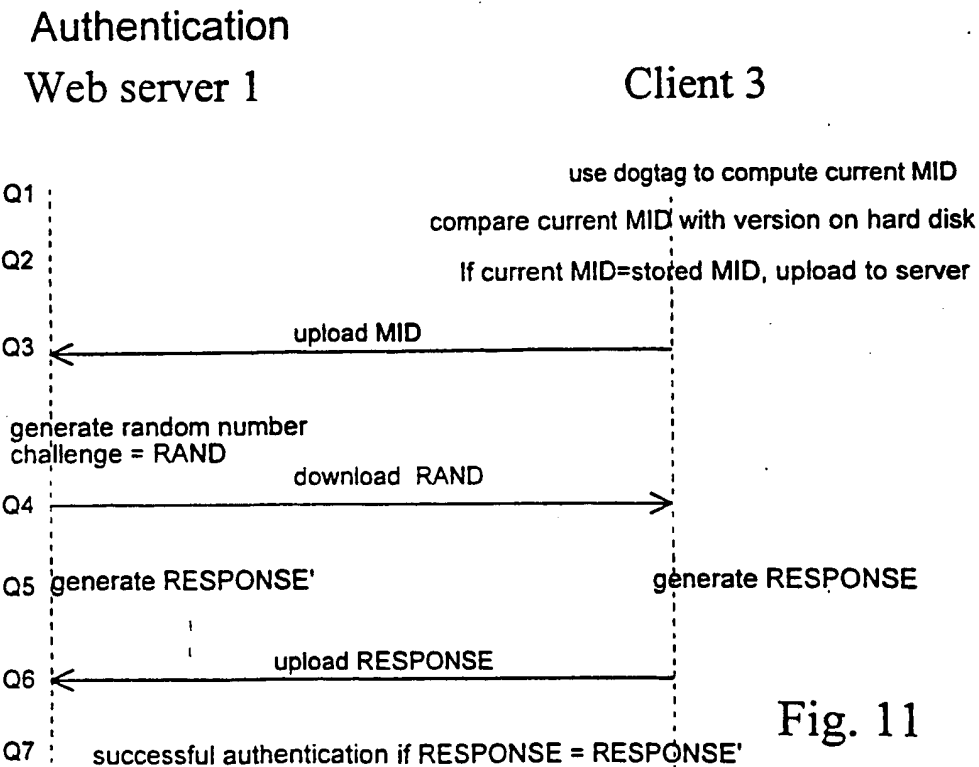 Authentication
Web server 1
Client 3
use dogtag to compute current MID
Q1
compare current MID with version on hard disk
Q2
If current MID=stored MID, upload to server
upload MID
Q3
generate random number
challenge = RAND
download RAND
Q4
Q5 generate RESPONSE'
generate RESPONSE
upload RESPONSE
Q6
Fig. 11
Q7 successful authentication if RESPONSE = RESPONSE'